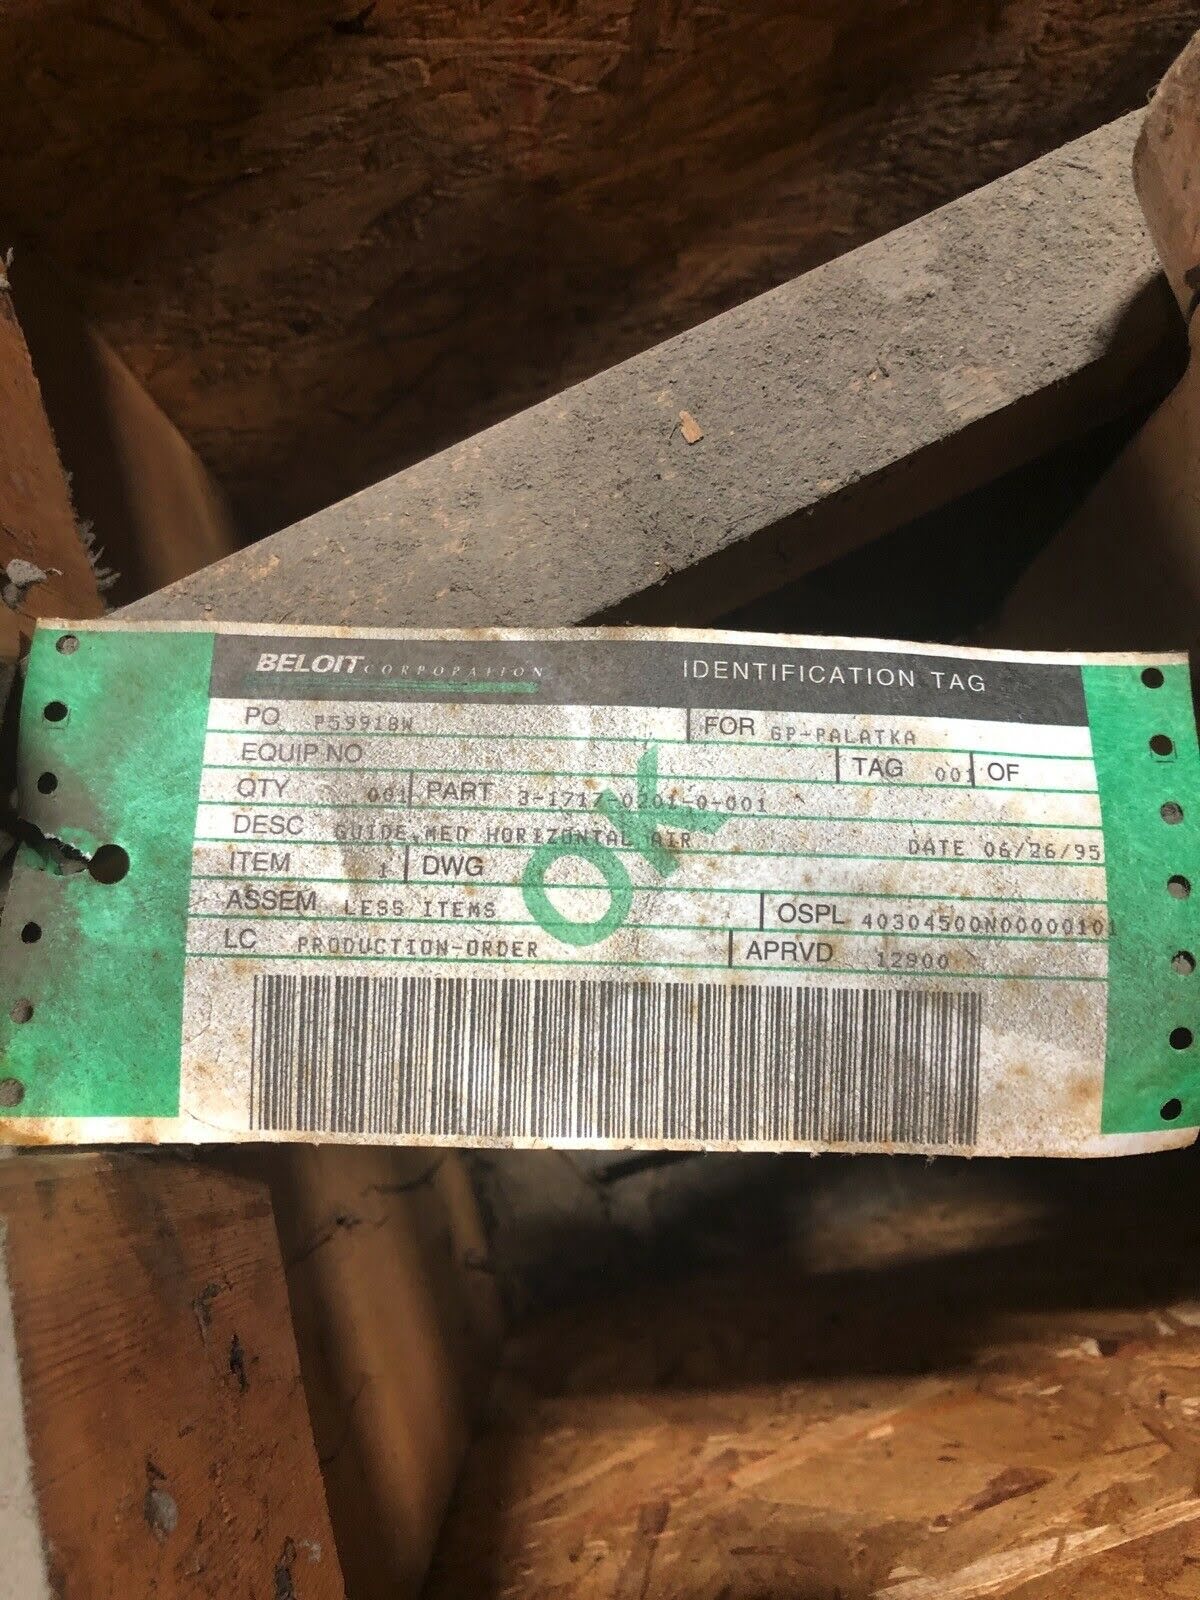 BELOIT CORPORATION IDENTIFICATION TAG
PO P5991BW FOR GP-PALATKA
EQUIP.NO TAG 001 OF
QTY 001 PART 3-1717-0201-0-001
DESC GUIDE,MED HORIZONTAL AIR DATE 06/26/95
ITEM 1 DWG
ASSEM LESS ITEMS OSPL 40304500N00000101
LC PRODUCTION-ORDER APRVD 12900
OK